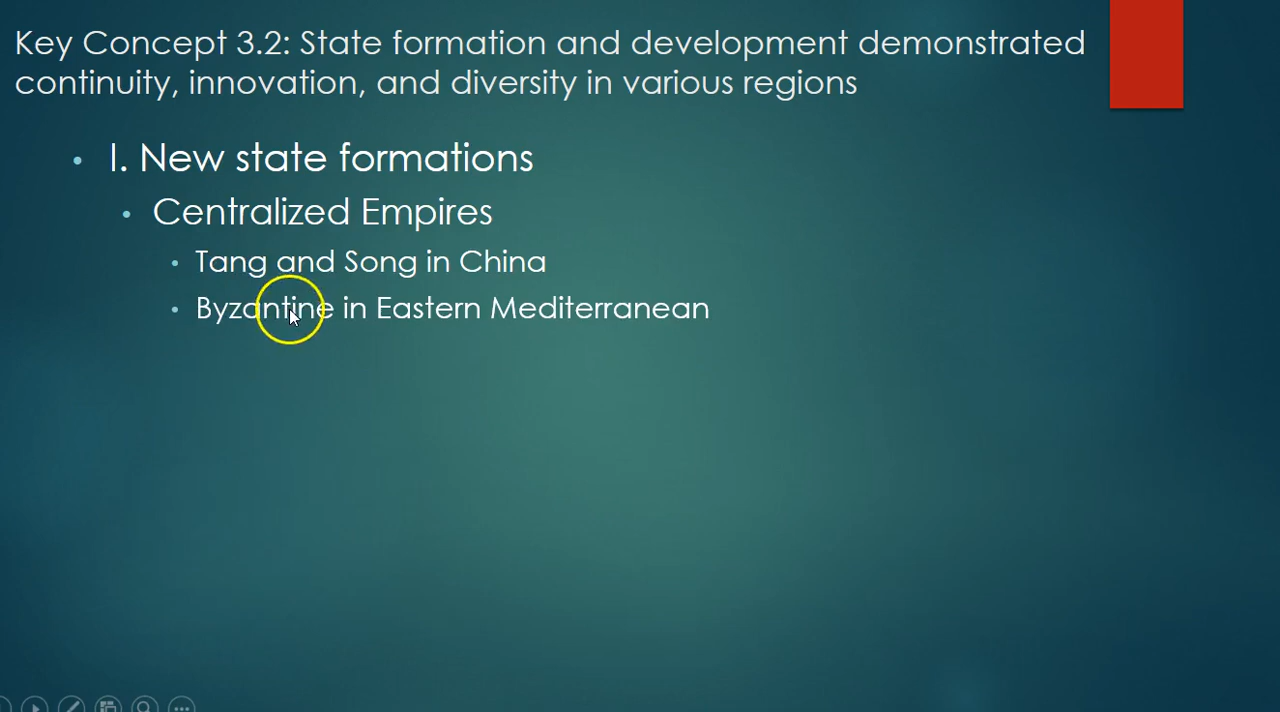 Key Concept 3.2: State formation and development demonstrated
continuity, innovation, and diversity in various regions
• I. New state formations
• Centralized Empires
• Tang and Song in China
• Byzantine in Eastern Mediterranean